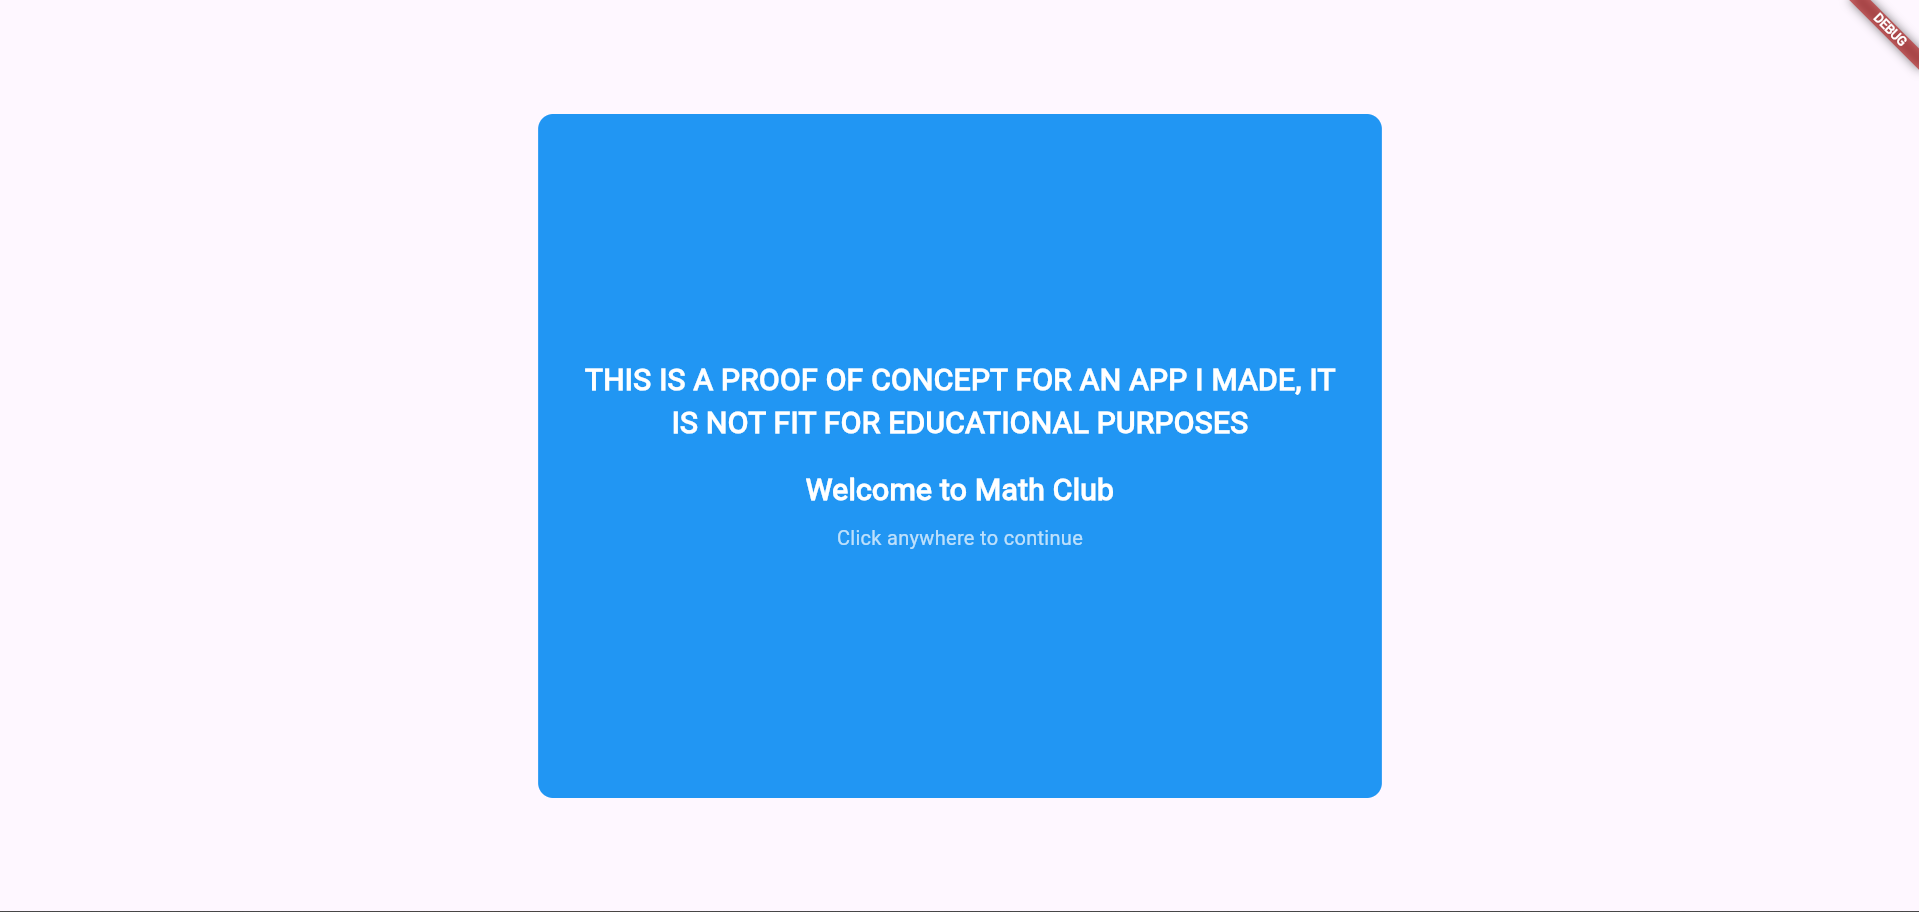 DEBUG
THIS IS A PROOF OF CONCEPT FOR AN APP I MADE, IT
IS NOT FIT FOR EDUCATIONAL PURPOSES
Welcome to Math Club
Click anywhere to continue